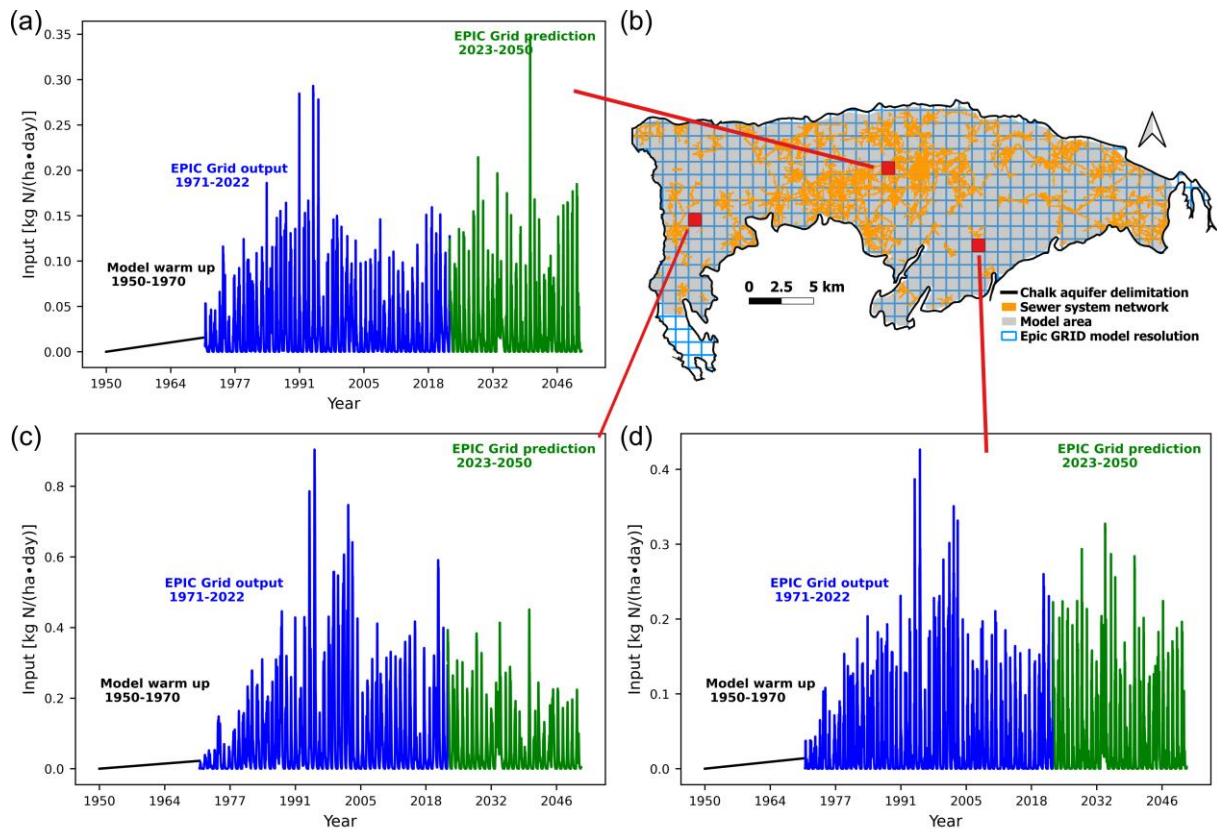 (a)
0.35
0.30
0.25
0.20
0.15
0.10
0.05
0.00
Input [kg N/(ha•day)]
EPIC Grid prediction
2023-2050
EPIC Grid output
1971-2022
Model warm up
1950-1970
1950 1964 1977 1991 2005 2018 2032 2046
Year
(b)
0 2.5 5 km
Chalk aquifer delimitation
Sewer system network
Model area
Epic GRID model resolution
(c)
0.8
0.6
0.4
0.2
0.0
Input [kg N/(ha•day)]
EPIC Grid prediction
2023-2050
EPIC Grid output
1971-2022
Model warm up
1950-1970
1950 1964 1977 1991 2005 2018 2032 2046
Year
(d)
0.4
0.3
0.2
0.1
0.0
Input [kg N/(ha•day)]
EPIC Grid prediction
2023-2050
EPIC Grid output
1971-2022
Model warm up
1950-1970
1950 1964 1977 1991 2005 2018 2032 2046
Year